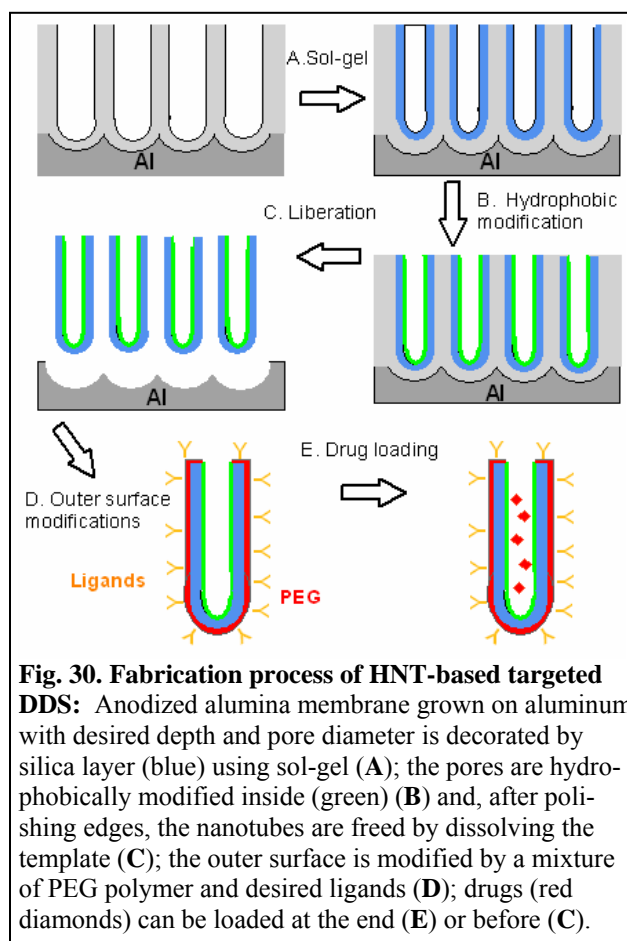 A.Sol-gel
Al
Al
B. Hydrophobic
modification
C. Liberation
Al
Al
D. Outer surface
modifications
E. Drug loading
Ligands
PEG
Fig. 30. Fabrication process of HNT-based targeted
DDS: Anodized alumina membrane grown on aluminum
with desired depth and pore diameter is decorated by
silica layer (blue) using sol-gel (A); the pores are hydro-
phobically modified inside (green) (B) and, after poli-
shing edges, the nanotubes are freed by dissolving the
template (C); the outer surface is modified by a mixture
of PEG polymer and desired ligands (D); drugs (red
diamonds) can be loaded at the end (E) or before (C).